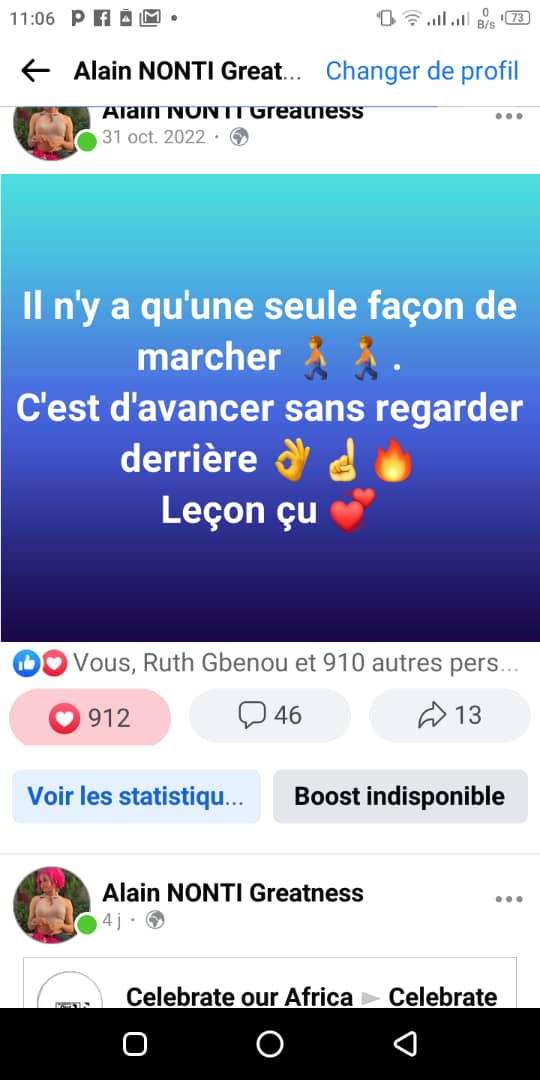 11:06
0 B/s
73
Alain NONTI Great... Changer de profil
Alain NONTI Greatness
31 oct. 2022 ·
Il n'y a qu'une seule façon de
marcher 🚶 🚶 .
C'est d'avancer sans regarder
derrière 👌 ☝️ 🔥
Leçon çu 💕
Vous, Ruth Gbenou et 910 autres pers...
912 46 13
Voir les statistiqu... Boost indisponible
Alain NONTI Greatness
4 j ·
Celebrate our Africa ► Celebrate